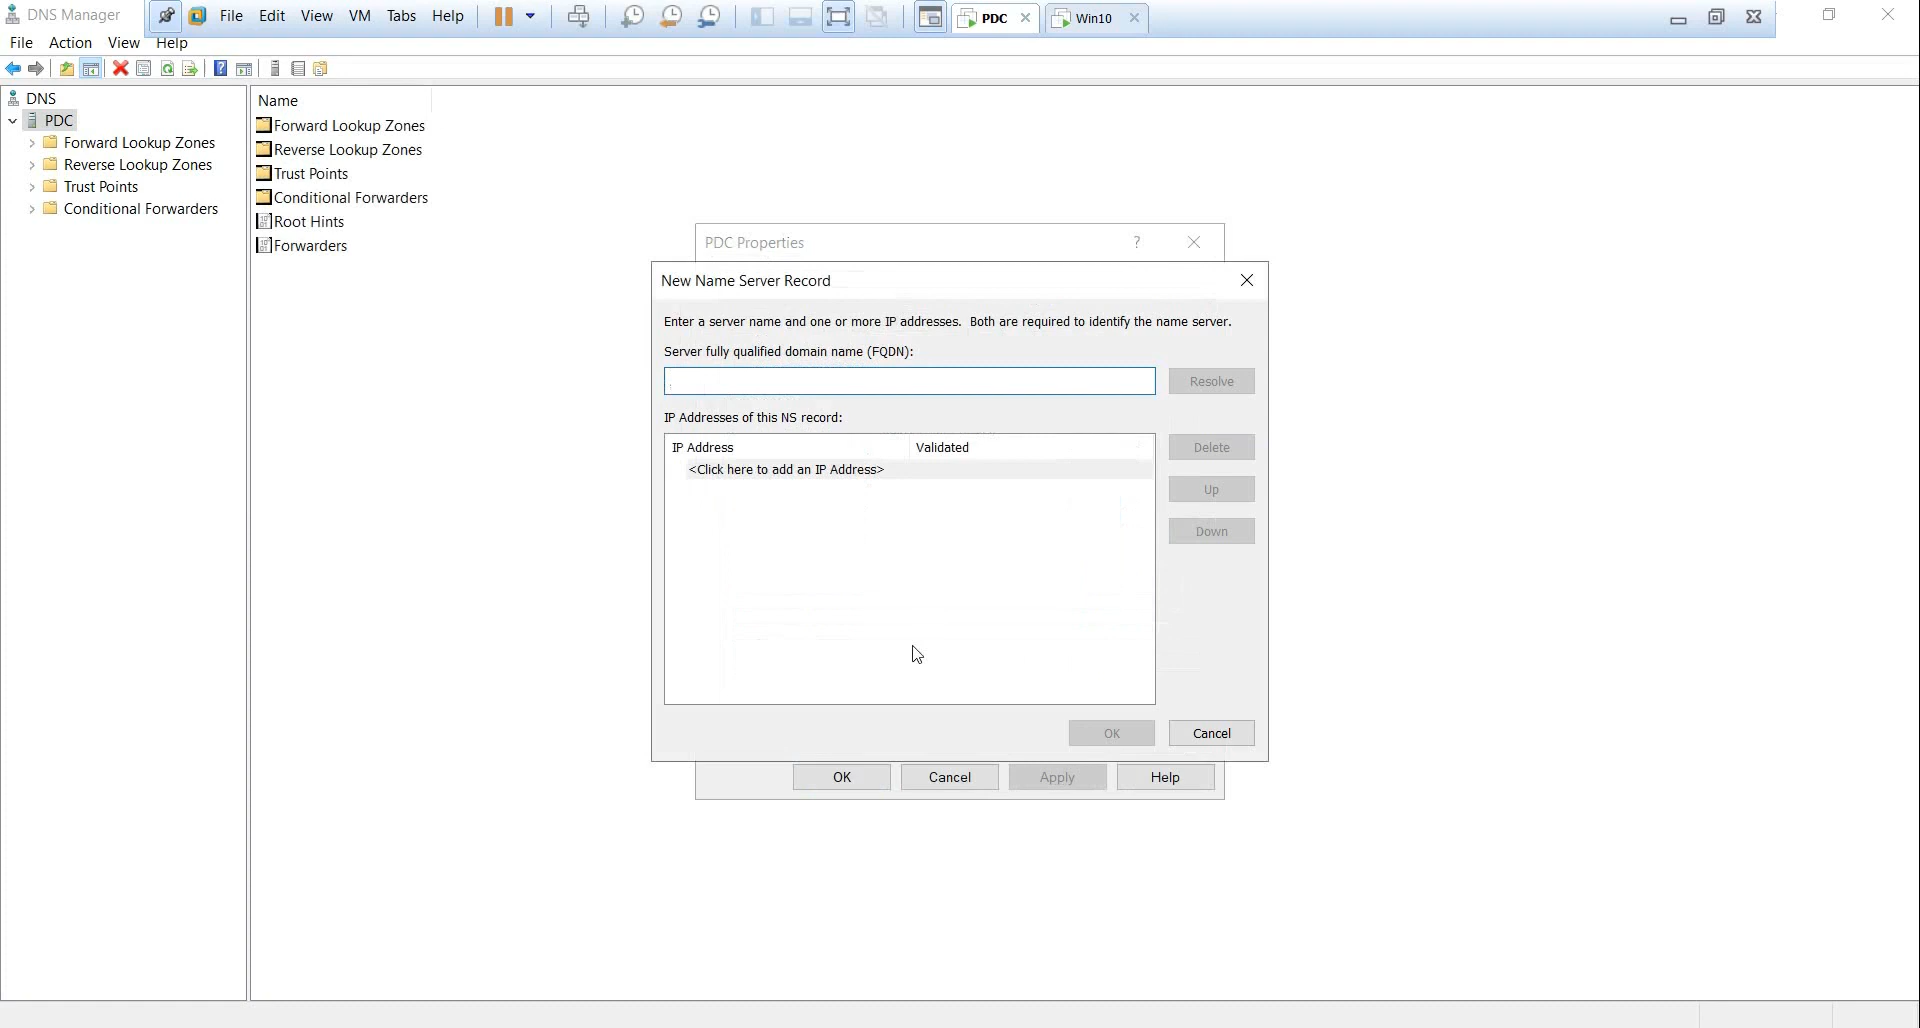 DNS Manager
File Edit View VM Tabs Help
PDC
Win10
File Action View Help
DNS
PDC
Forward Lookup Zones
Reverse Lookup Zones
Trust Points
Conditional Forwarders
Name
Forward Lookup Zones
Reverse Lookup Zones
Trust Points
Conditional Forwarders
Root Hints
Forwarders
PDC Properties
New Name Server Record
Enter a server name and one or more IP addresses. Both are required to identify the name server.
Server fully qualified domain name (FQDN):
Resolve
IP Addresses of this NS record:
IP Address Validated
<Click here to add an IP Address>
Delete
Up
Down
OK Cancel
OK Cancel Apply Help